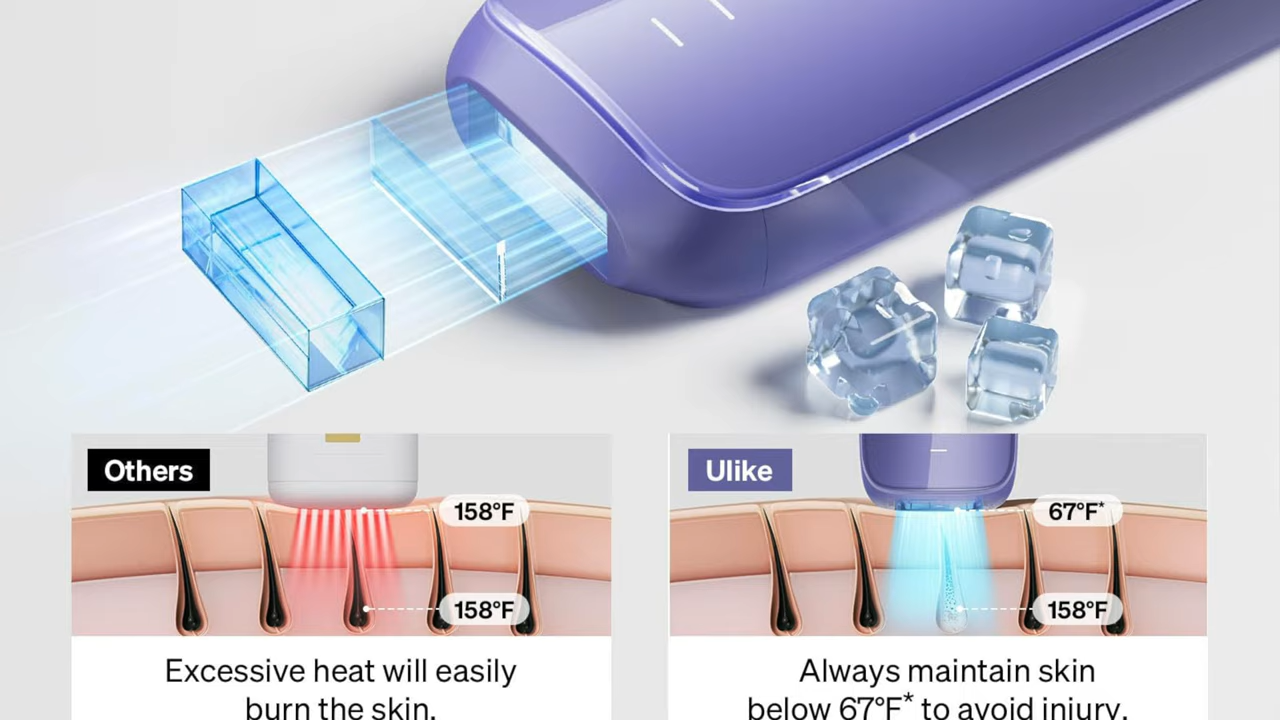 Others
158°F
158°F
Excessive heat will easily
burn the skin.
Ulike
67°F*
158°F
Always maintain skin
below 67°F* to avoid injury.